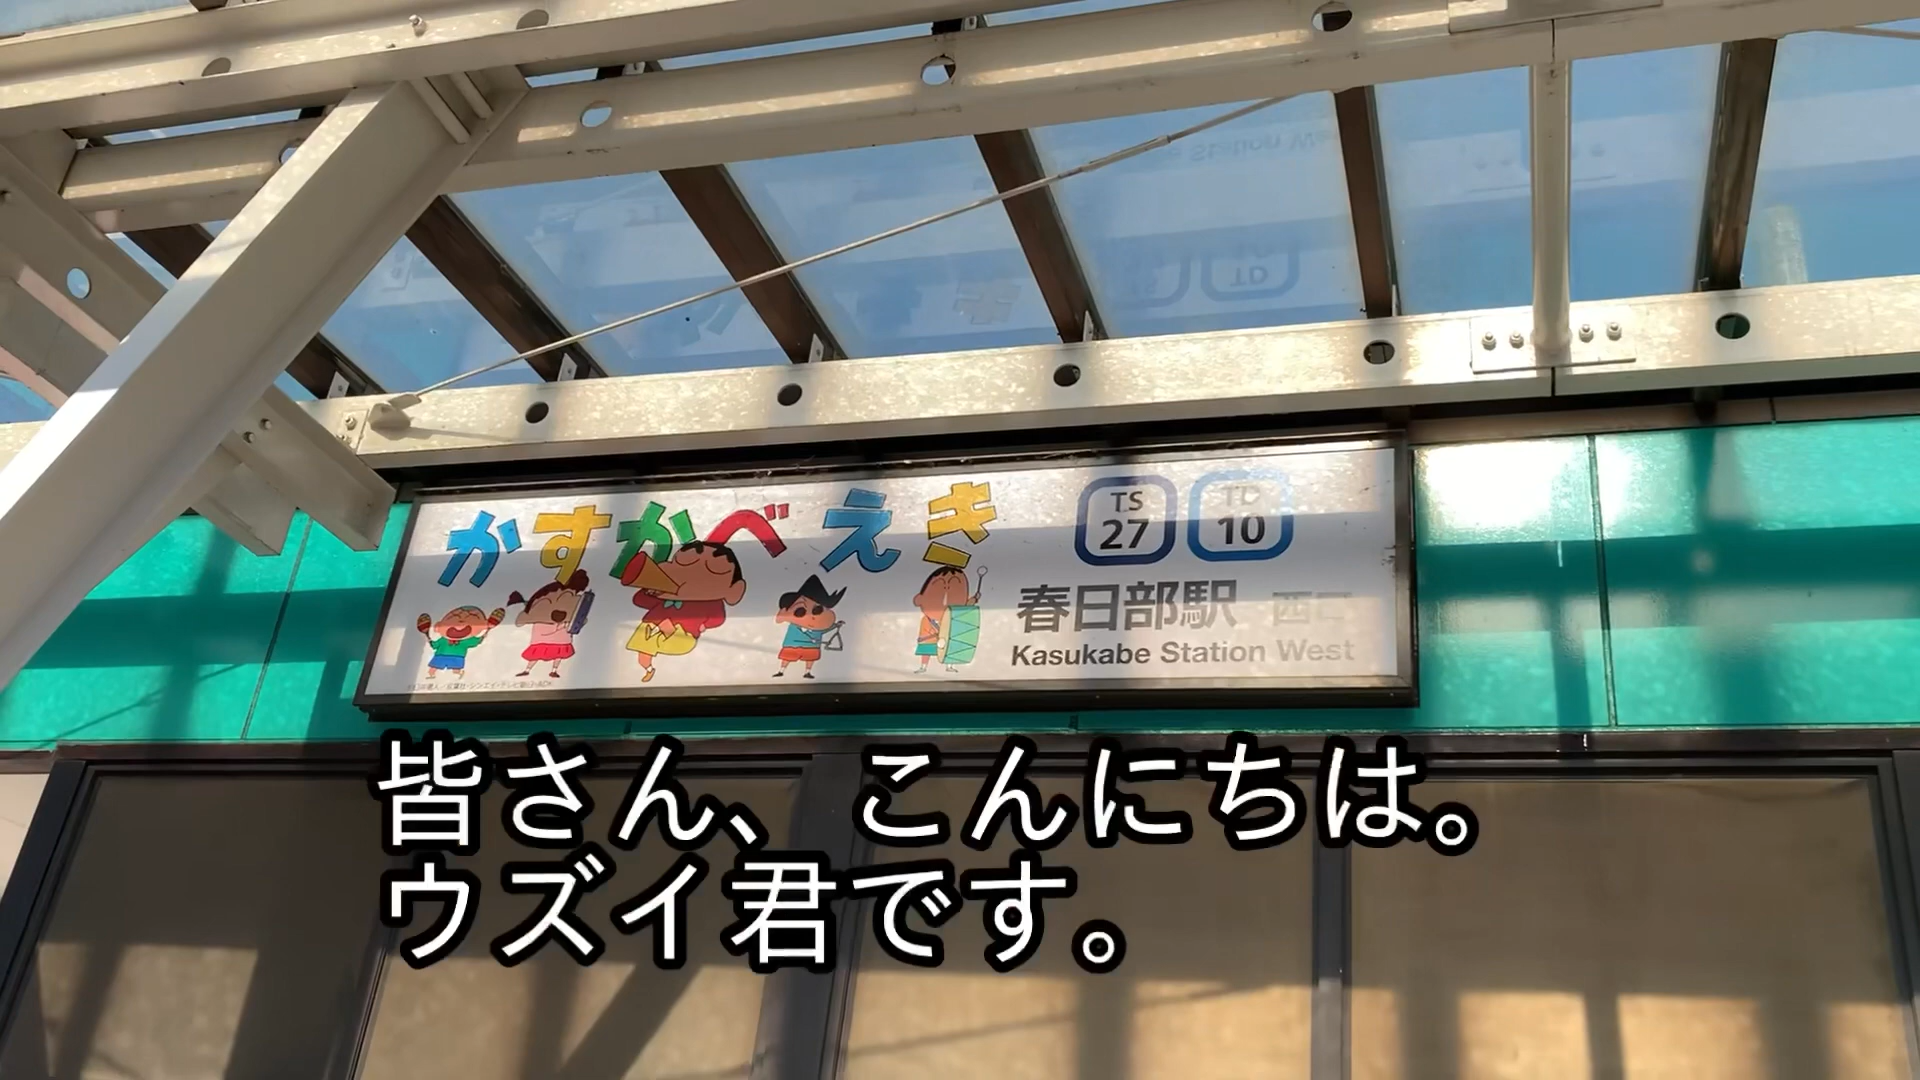 かすかべえき
TS
27
TD
10
春日部駅 西口
Kasukabe Station West
皆さん、こんにちは。
ウズイ君です。